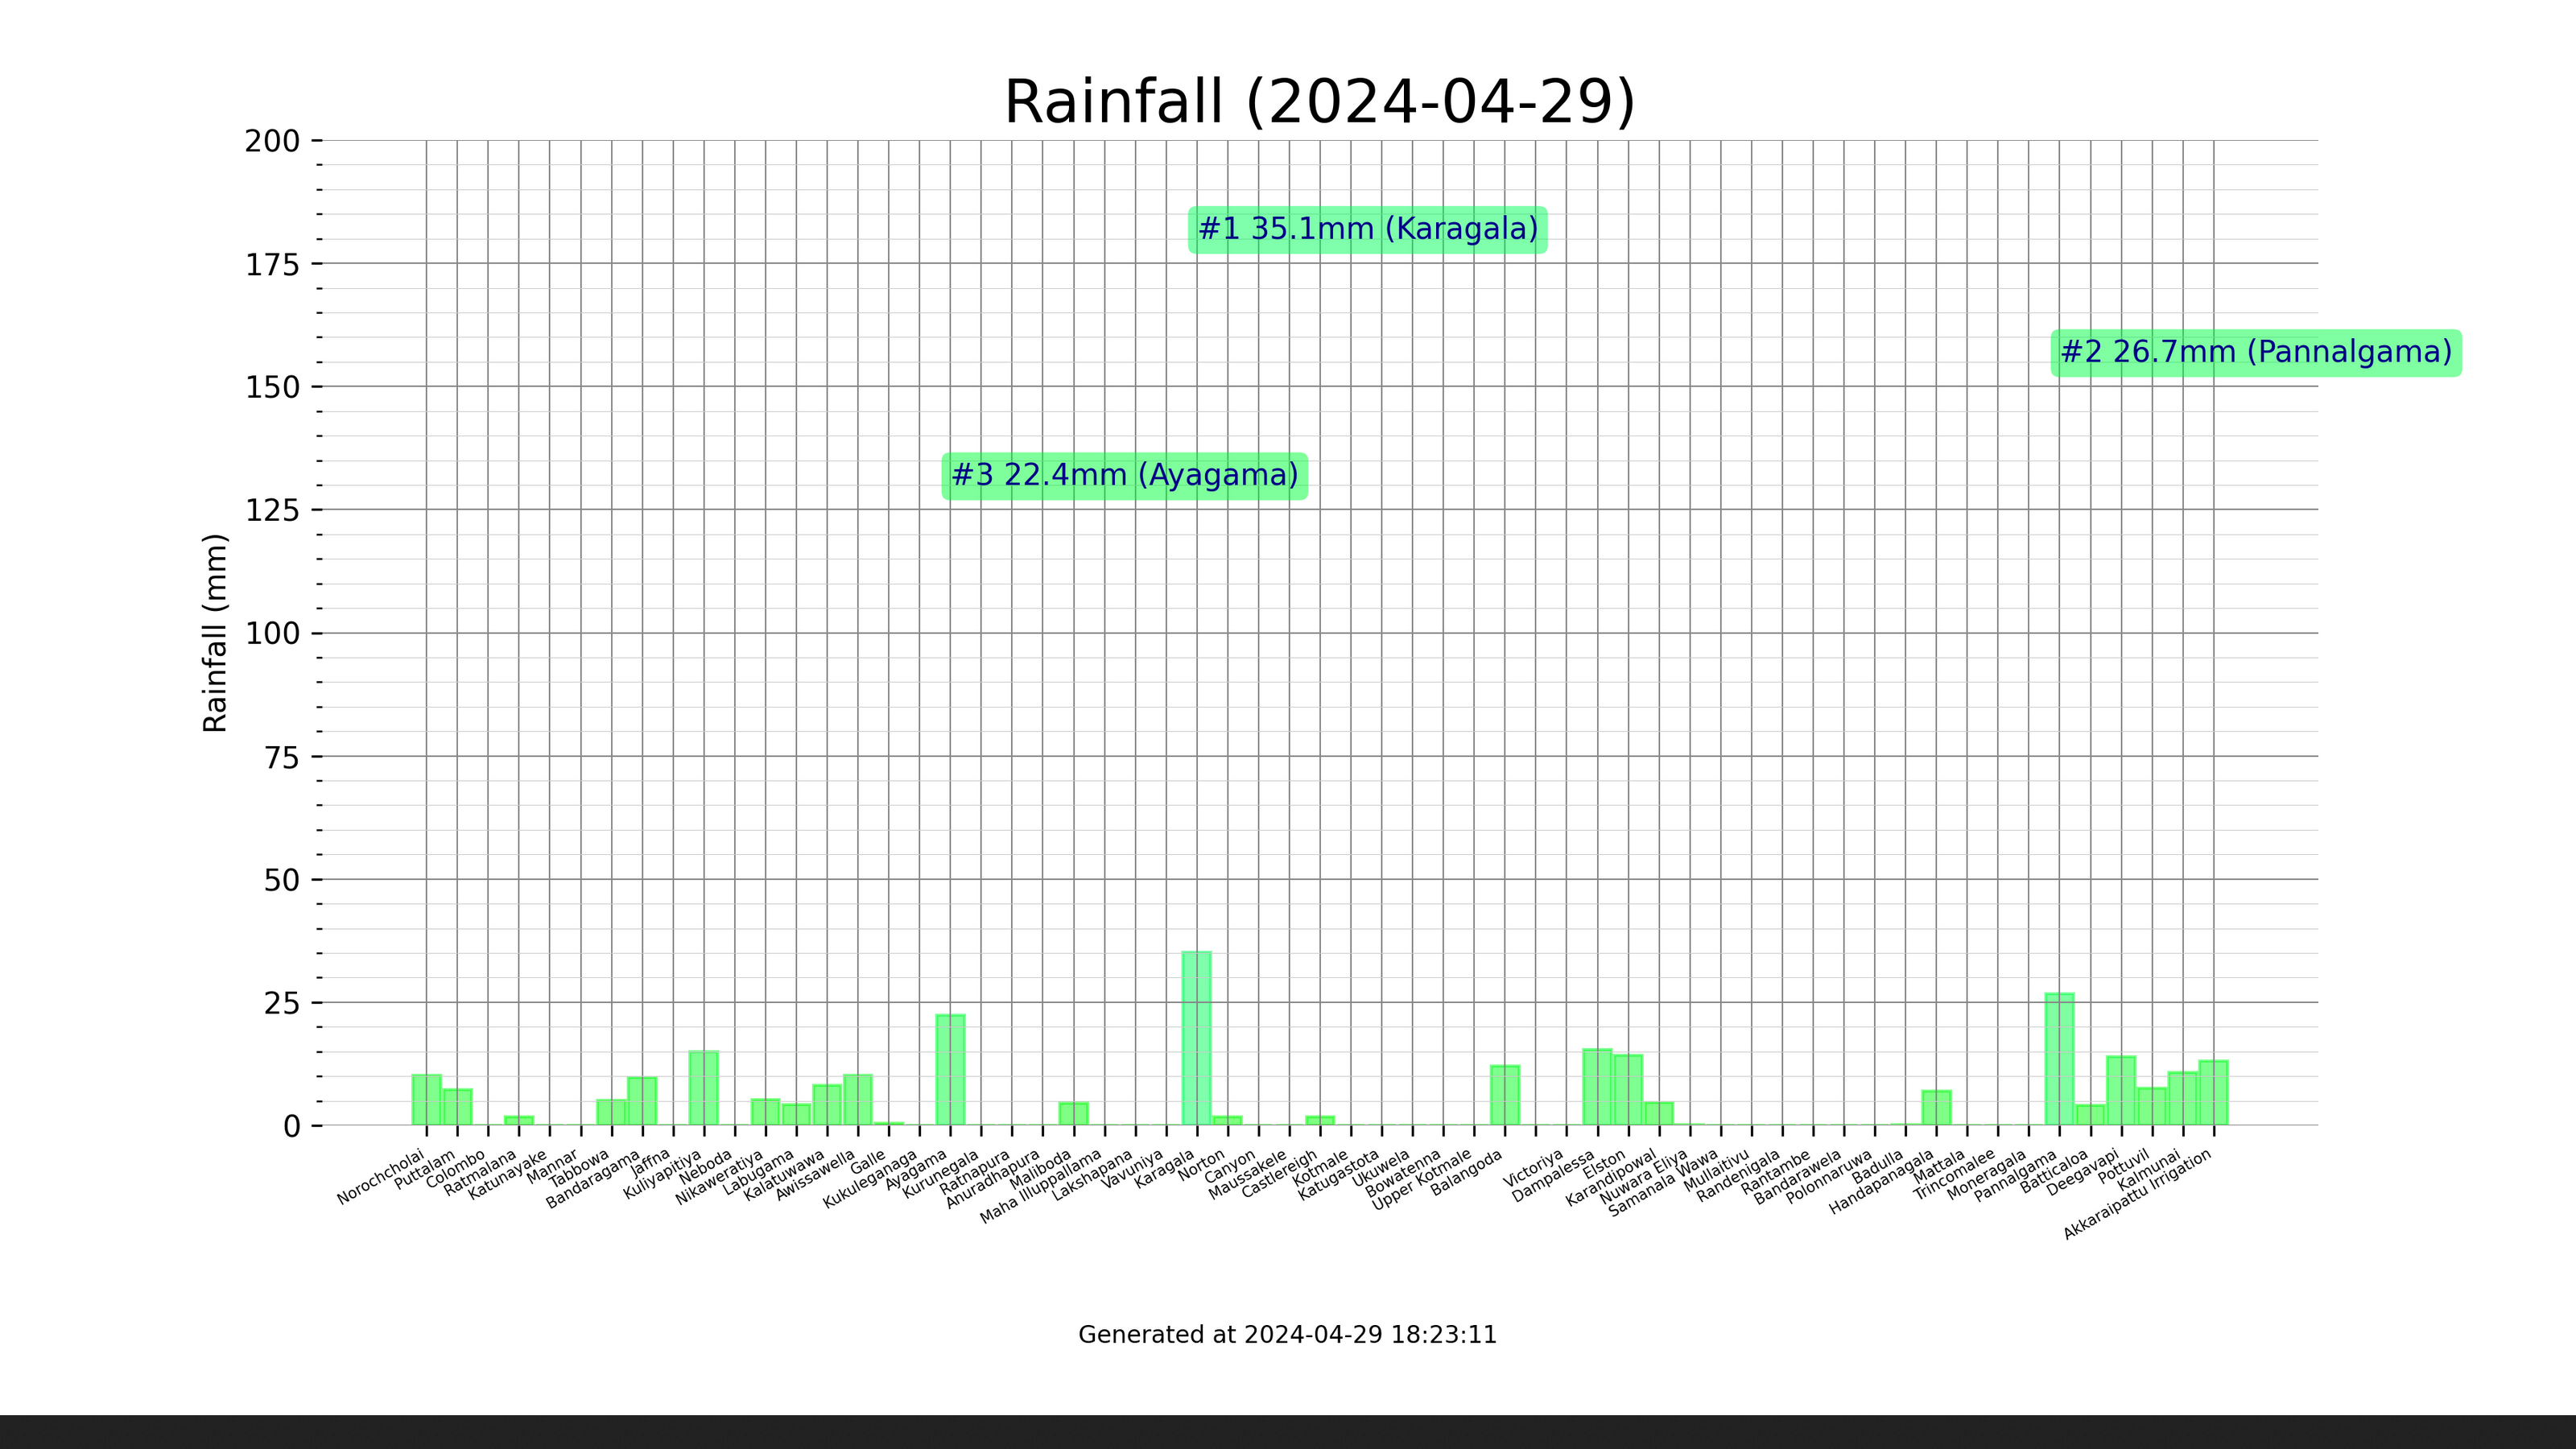 Rainfall (2024-04-29)
Rainfall (mm)
200
175
150
125
100
75
50
25
0
#1 35.1mm (Karagala)
#2 26.7mm (Pannalgama)
#3 22.4mm (Ayagama)
Norochcholai
Puttalam
Colombo
Ratmalana
Katunayake
Mannar
Tabbowa
Bandaragama
Jaffna
Kuliyapitiya
Neboda
Nikaweratiya
Labugama
Kalatuwawa
Awissawella
Galle
Kukuleganaga
Ayagama
Kurunegala
Ratnapura
Anuradhapura
Maliboda
Maha Illuppallama
Lakshapana
Vavuniya
Karagala
Norton
Canyon
Maussakele
Castlereigh
Kotmale
Katugastota
Ukuwela
Bowatenna
Upper Kotmale
Balangoda
Victoriya
Dampalessa
Elston
Karandipowal
Nuwara Eliya
Samanala Wawa
Mullaitivu
Randenigala
Rantambe
Bandarawela
Polonnaruwa
Badulla
Handapanagala
Mattala
Trincomalee
Moneragala
Pannalgama
Batticaloa
Deegavapi
Pottuvil
Kalmunai
Akkaraipattu Irrigation
Generated at 2024-04-29 18:23:11